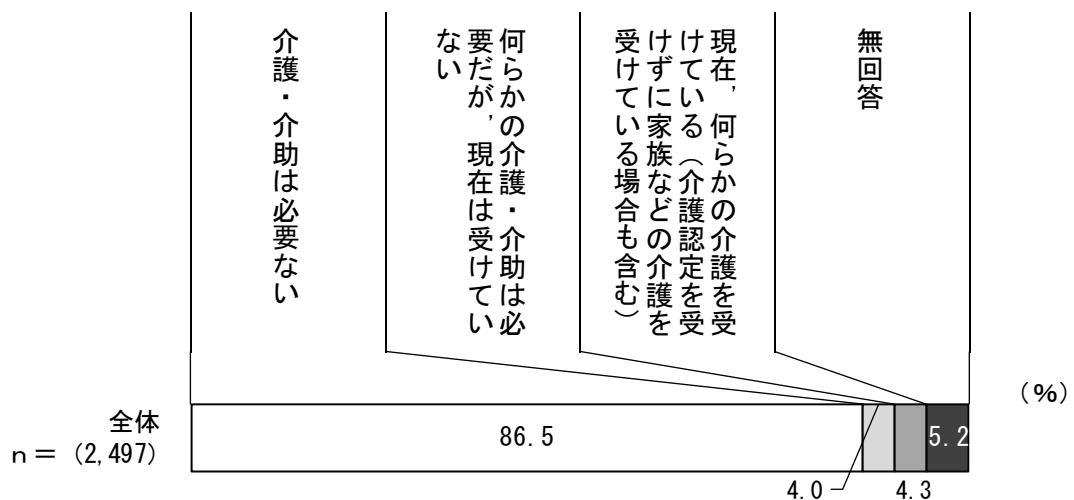 介護・介助は必要ない
何らかの介護・介助は必
要だが，現在は受けてい
ない
現在，何らかの介護を受
けている（介護認定を受
けずに家族などの介護を
受けている場合も含む）
無回答
（%）
全体
n＝（2,497）
86.5
5.2
4.0
4.3